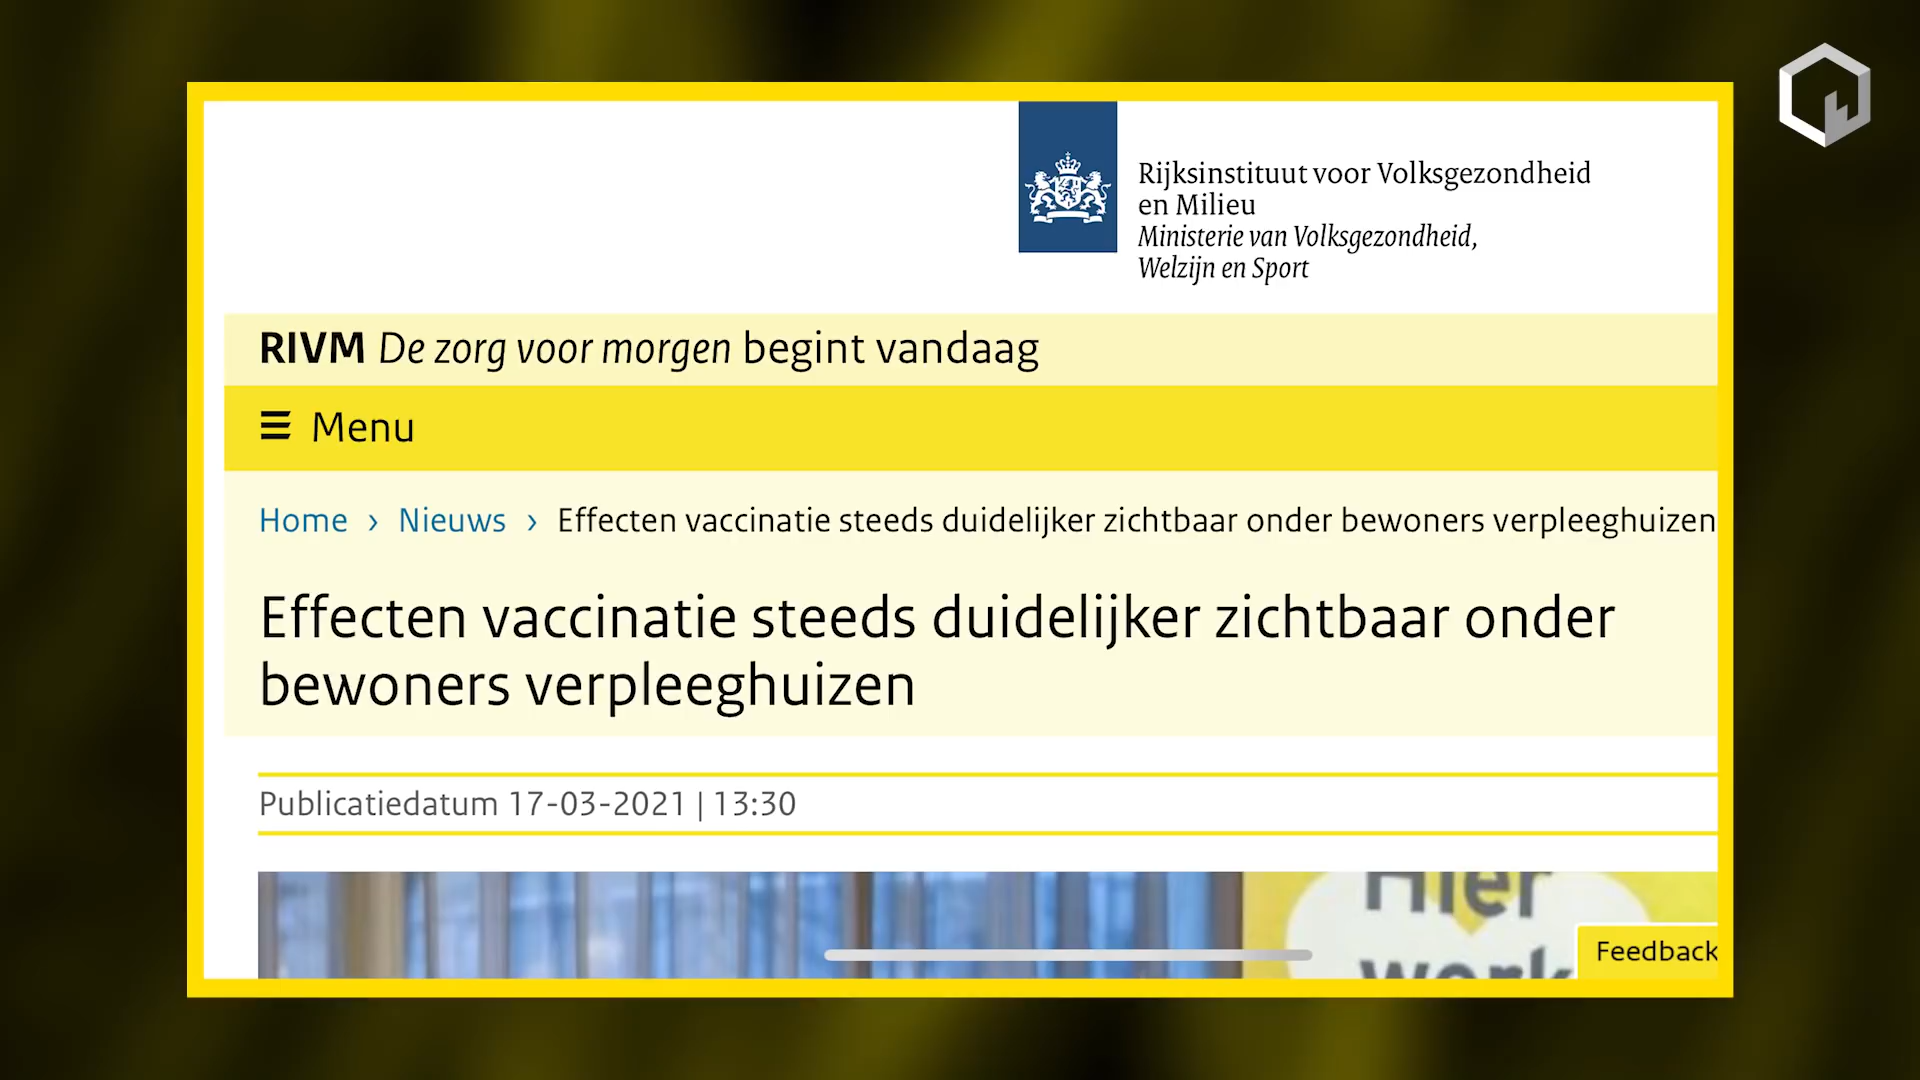 Rijksinstituut voor Volksgezondheid
en Milieu
Ministerie van Volksgezondheid,
Welzijn en Sport
RIVM De zorg voor morgen begint vandaag
Menu
Home › Nieuws › Effecten vaccinatie steeds duidelijker zichtbaar onder bewoners verpleeghuizen
Effecten vaccinatie steeds duidelijker zichtbaar onder
bewoners verpleeghuizen
Publicatiedatum 17-03-2021 | 13:30
Hier
werk
Feedback